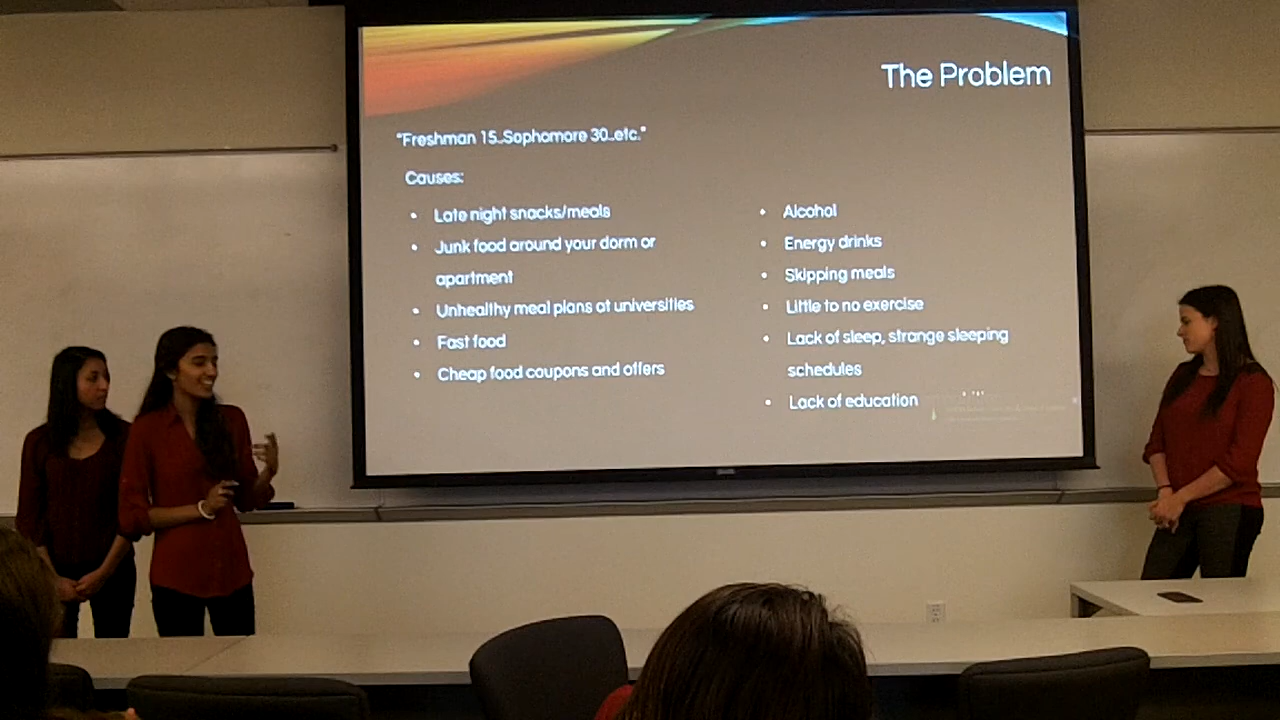 The Problem
"Freshman 15..Sophomore 30..etc."
Causes:
• Late night snacks/meals
• Junk food around your dorm or
apartment
• Unhealthy meal plans at universities
• Fast food
• Cheap food coupons and offers
• Alcohol
• Energy drinks
• Skipping meals
• Little to no exercise
• Lack of sleep, strange sleeping
schedules
• Lack of education